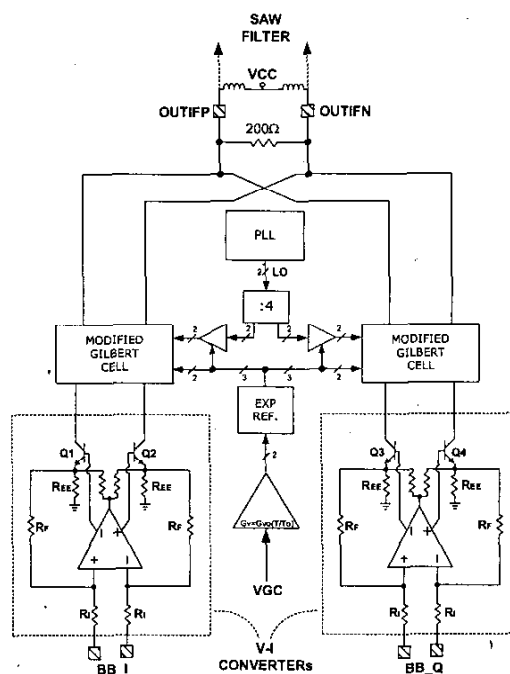 SAW
FILTER
VCC
OUTIFP
OUTIFN
200Ω
PLL
2 LO
:4
2 2 2 2
MODIFIED
GILBERT
CELL
MODIFIED
GILBERT
CELL
2 3 3 2
EXP
REF.
2
Q1 Q2
Q3 Q4
REE REE
REE REE
RF RF
RF RF
Gv=Gvo(T/To)
- +
- +
+ -
+ -
VGC
RI RI
RI RI
V-I
CONVERTERs
BB_I
BB_Q